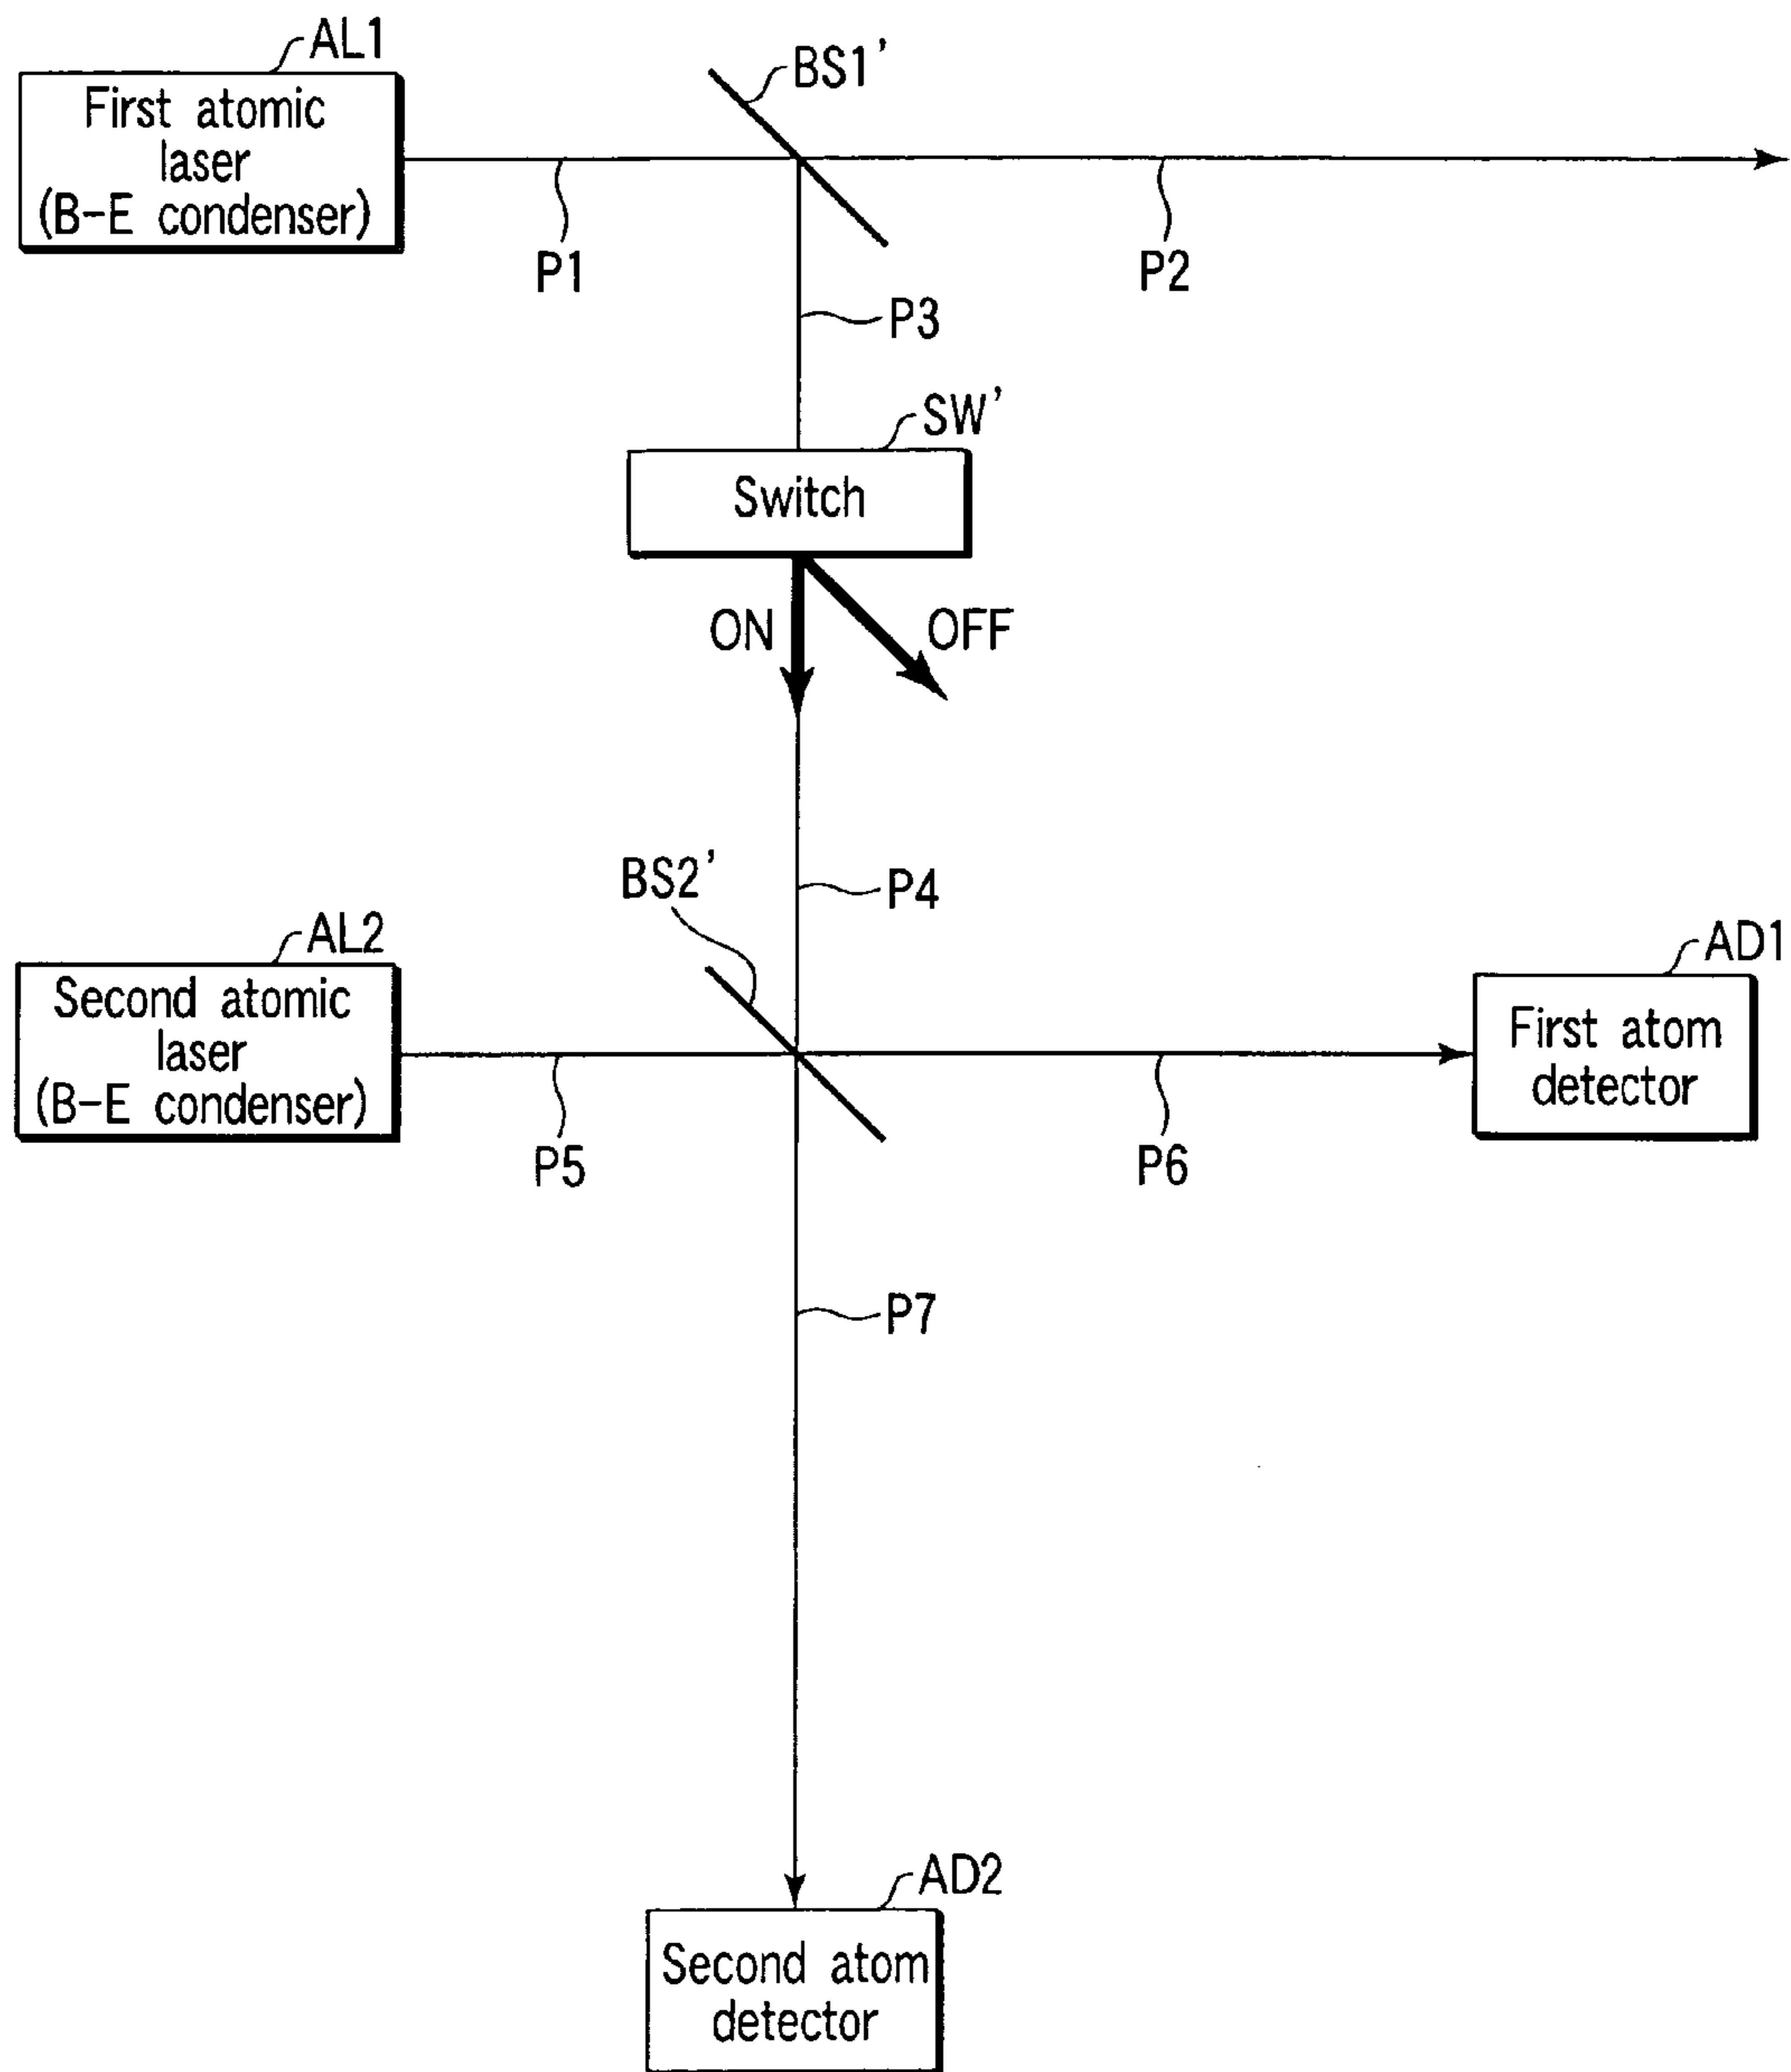 AL1
First atomic
laser
(B-E condenser)
BS1'
P1
P2
P3
SW'
Switch
ON
OFF
BS2'
P4
AL2
Second atomic
laser
(B-E condenser)
AD1
First atom
detector
P5
P6
P7
AD2
Second atom
detector